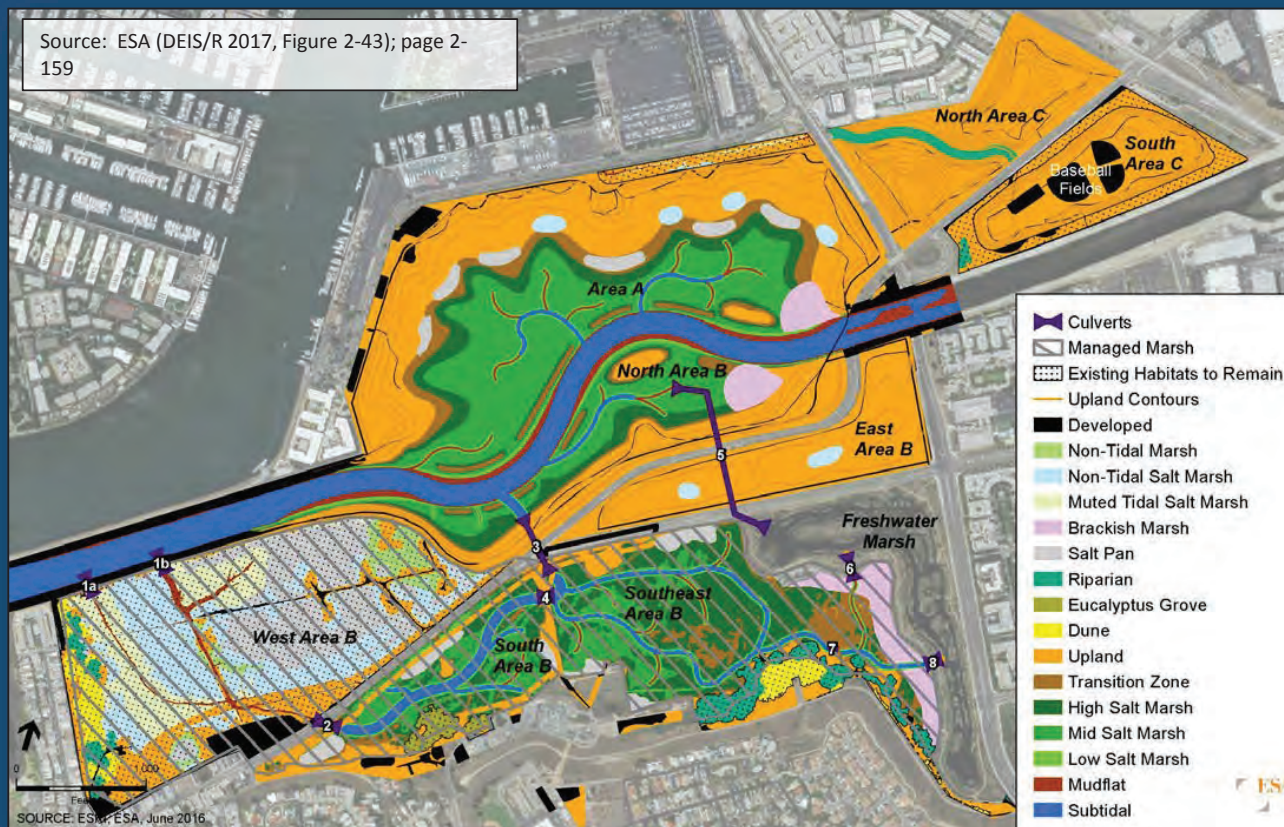 Source: ESA (DEIS/R 2017, Figure 2-43); page 2-
159
North Area C
South
Area C
Baseball
Fields
Area A
North Area B
East
Area B
5
Freshwater
Marsh
3
1b
1a
6
4
Southeast
Area B
West Area B
South
Area B
7
8
2
0
1,000
SOURCE: ESRI, ESA, June 2016
Culverts
Managed Marsh
Existing Habitats to Remain
Upland Contours
Developed
Non-Tidal Marsh
Non-Tidal Salt Marsh
Muted Tidal Salt Marsh
Brackish Marsh
Salt Pan
Riparian
Eucalyptus Grove
Dune
Upland
Transition Zone
High Salt Marsh
Mid Salt Marsh
Low Salt Marsh
Mudflat
Subtidal
ES